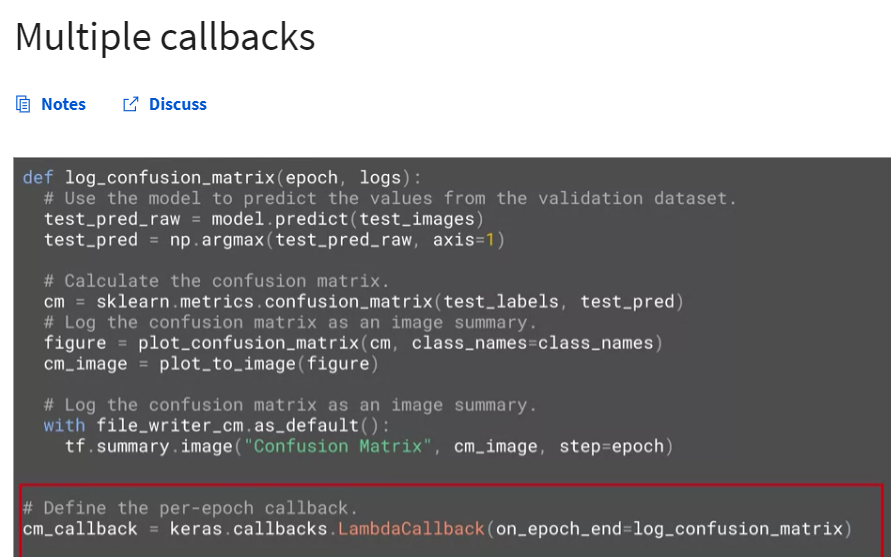 Multiple callbacks
Notes
Discuss
def log_confusion_matrix(epoch, logs):
# Use the model to predict the values from the validation dataset.
test_pred_raw = model.predict(test_images)
test_pred = np.argmax(test_pred_raw, axis=1)
# Calculate the confusion matrix.
cm = sklearn.metrics.confusion_matrix(test_labels, test_pred)
# Log the confusion matrix as an image summary.
figure = plot_confusion_matrix(cm, class_names=class_names)
cm_image = plot_to_image(figure)
# Log the confusion matrix as an image summary.
with file_writer_cm.as_default():
tf.summary.image("Confusion Matrix", cm_image, step=epoch)
# Define the per-epoch callback.
cm_callback = keras.callbacks.LambdaCallback(on_epoch_end=log_confusion_matrix)